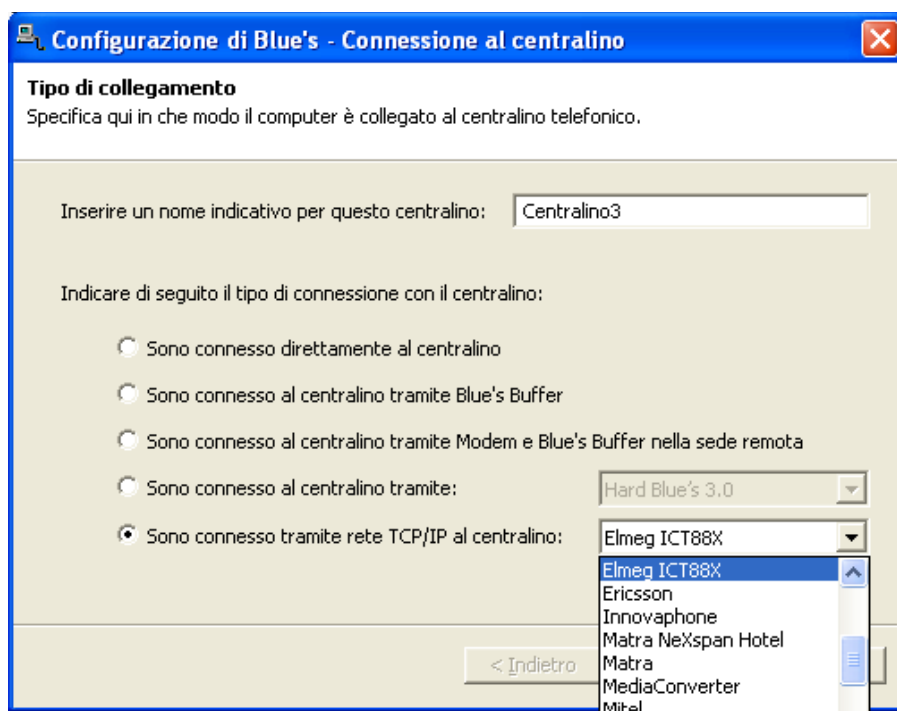 Configurazione di Blue's - Connessione al centralino
Tipo di collegamento
Specifica qui in che modo il computer è collegato al centralino telefonico.
Inserire un nome indicativo per questo centralino: Centralino3
Indicare di seguito il tipo di connessione con il centralino:
Sono connesso direttamente al centralino
Sono connesso al centralino tramite Blue's Buffer
Sono connesso al centralino tramite Modem e Blue's Buffer nella sede remota
Sono connesso al centralino tramite: Hard Blue's 3.0
Sono connesso tramite rete TCP/IP al centralino: Elmeg ICT88X
Elmeg ICT88X
Ericsson
Innovaphone
Matra NeXspan Hotel
Matra
< Indietro
MediaConverter
Mitel